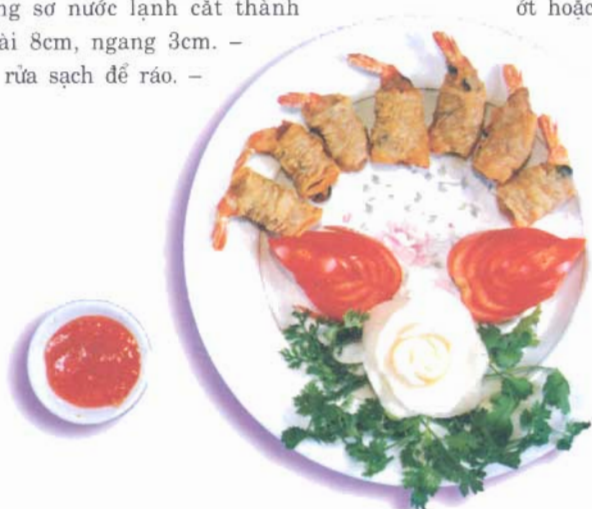 ng sơ nước lạnh cắt thành
ài 8cm, ngang 3cm. –
rửa sạch để ráo. –
ớt hoặc